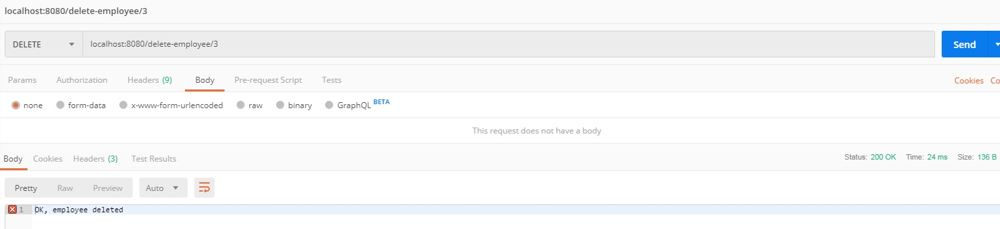 localhost:8080/delete-employee/3
DELETE localhost:8080/delete-employee/3 Send
Params Authorization Headers (9) Body Pre-request Script Tests Cookies Co
none form-data x-www-form-urlencoded raw binary GraphQL BETA
This request does not have a body
Body Cookies Headers (3) Test Results Status: 200 OK Time: 24 ms Size: 136 B
Pretty Raw Preview Auto
1 OK, employee deleted